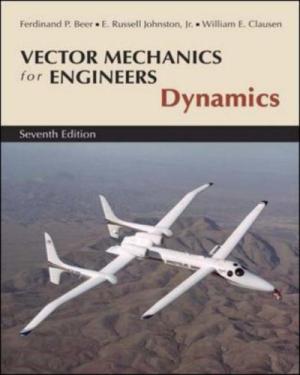 Ferdinand P. Beer • E. Russell Johnston, Jr. • William E. Clausen
VECTOR MECHANICS
for ENGINEERS
Dynamics
Seventh Edition